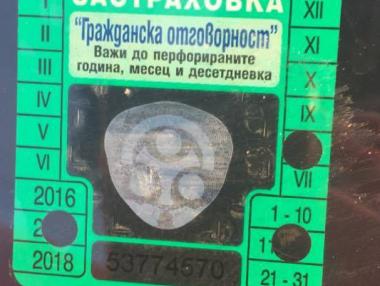 ЗАСТРАХОВКА
"Гражданска отговорност"
Важи до перфорираните
година, месец и десетдневка
I
II
III
IV
V
VI
XII
XI
X
IX
VII
2016
2018
53774570
1 - 10
21 - 31